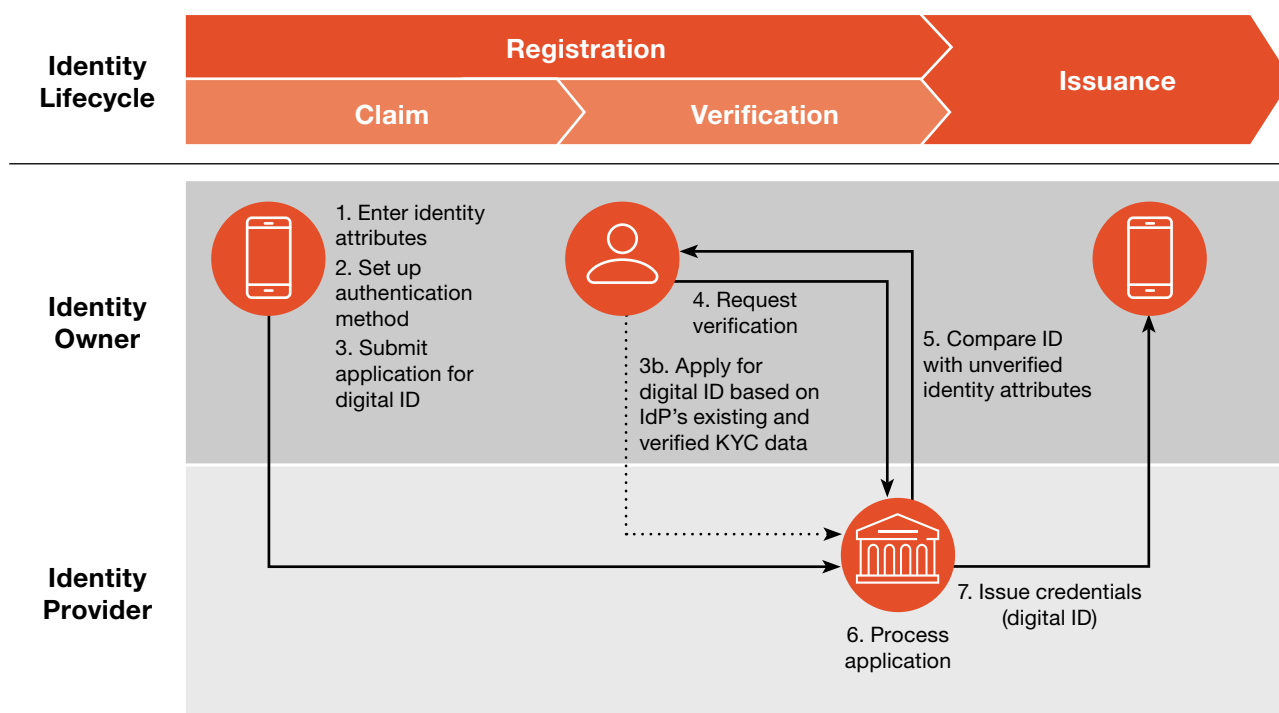 Identity
Lifecycle
Registration
Claim
Verification
Issuance
Identity
Owner
1. Enter identity
attributes
2. Set up
authentication
method
3. Submit
application for
digital ID
4. Request
verification
3b. Apply for
digital ID based on
IdP’s existing and
verified KYC data
5. Compare ID
with unverified
identity attributes
Identity
Provider
6. Process
application
7. Issue credentials
(digital ID)